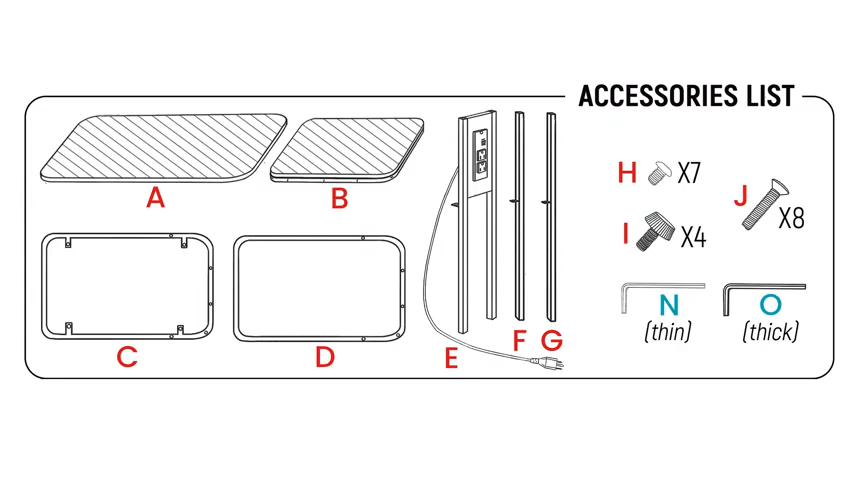 ACCESSORIES LIST
A
B
C
D
E
F
G
H X7
I X4
J X8
N
(thin)
O
(thick)